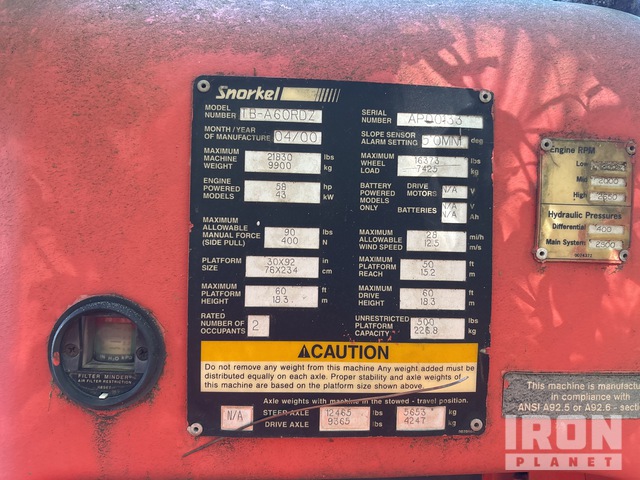 Snorkel
MODEL NUMBER TB-A60RDZ
SERIAL NUMBER AP00133
MONTH/YEAR OF MANUFACTURE 04/00
SLOPE SENSOR ALARM SETTING 5 OMNI deg
MAXIMUM MACHINE WEIGHT 21830 lbs 9900 kg
MAXIMUM WHEEL LOAD 16373 lbs 7425 kg
ENGINE POWERED MODELS 58 hp 43 kW
BATTERY POWERED MODELS ONLY DRIVE MOTORS N/A V N/A V
BATTERIES N/A Ah
MAXIMUM ALLOWABLE MANUAL FORCE (SIDE PULL) 90 lbs 400 N
MAXIMUM ALLOWABLE WIND SPEED 28 mi/h 12.5 m/s
PLATFORM SIZE 30X92 in 76X234 cm
MAXIMUM PLATFORM REACH 50 ft 15.2 m
MAXIMUM PLATFORM HEIGHT 60 ft 18.3 m
MAXIMUM DRIVE HEIGHT 60 ft 18.3 m
RATED NUMBER OF OCCUPANTS 2
UNRESTRICTED PLATFORM CAPACITY 500 lbs 226.8 kg
CAUTION
Do not remove any weight from this machine Any weight added must be
distributed equally on each axle. Proper stability and axle weights of
this machine are based on the platform size shown above.
Axle weights with machine in the stowed - travel position.
N/A
STEER AXLE 12465 lbs 5653 kg
DRIVE AXLE 9365 lbs 4247 kg
Engine RPM
Low
Mid 2000
High
Hydraulic Pressures
Differential 400
Main System 2500
FILTER MINDER
AIR FILTER RESTRICTION
This machine is manufactu
in compliance with
ANSI A92.5 or A92.6 - secti
IRON
PLANET